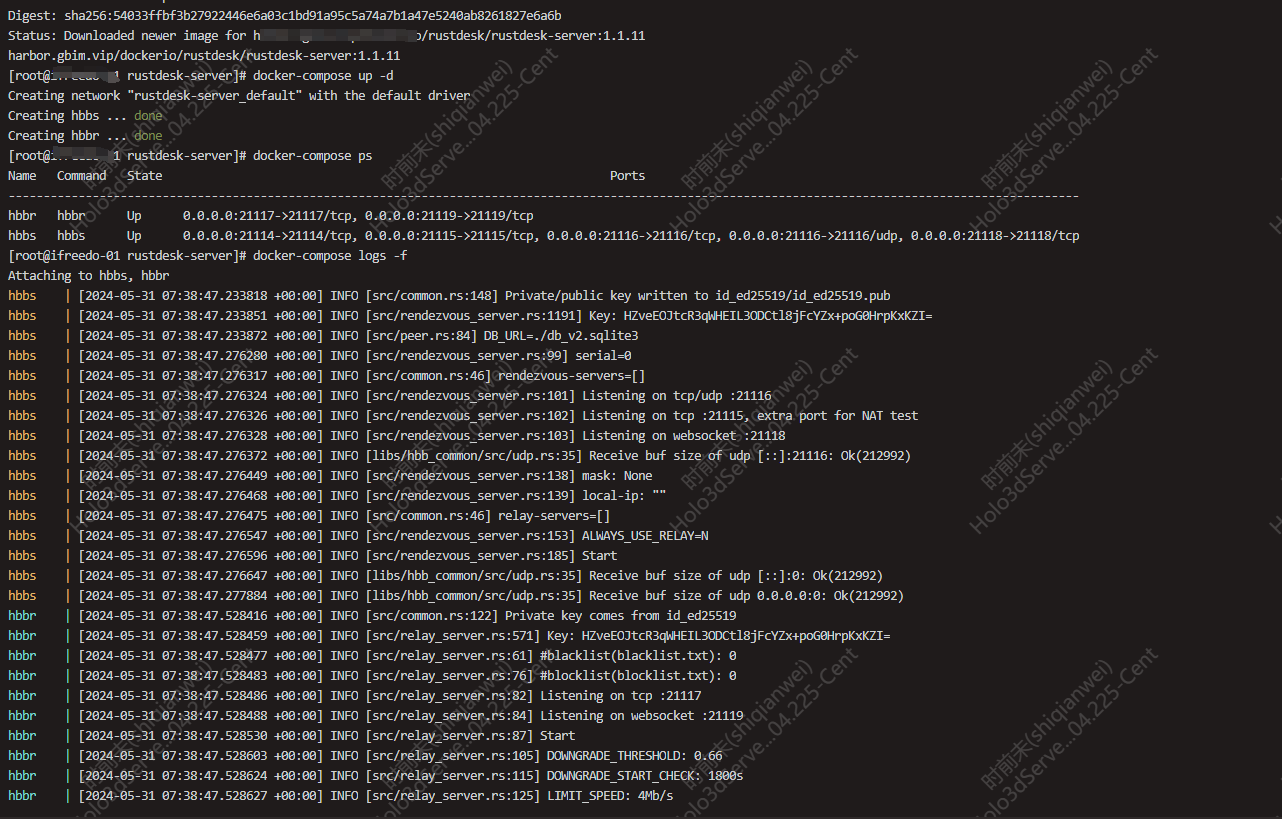 Digest: sha256:54033ffbf3b27922446e6a03c1bd91a95c5a74a7b1a47e5240ab8261827e6a6b
Status: Downloaded newer image for h o/rustdesk/rustdesk-server:1.1.11
harbor.gbim.vip/dockerio/rustdesk/rustdesk-server:1.1.11
[root@ 1 rustdesk-server]# docker-compose up -d
Creating network "rustdesk-server_default" with the default driver
Creating hbbs ... done
Creating hbbr ... done
[root@ 1 rustdesk-server]# docker-compose ps
Name Command State Ports
--------------------------------------------------------------------------------------------------------------------------------------------------------
hbbr hbbr Up 0.0.0.0:21117->21117/tcp, 0.0.0.0:21119->21119/tcp
hbbs hbbs Up 0.0.0.0:21114->21114/tcp, 0.0.0.0:21115->21115/tcp, 0.0.0.0:21116->21116/tcp, 0.0.0.0:21116->21116/udp, 0.0.0.0:21118->21118/tcp
[root@ifreedo-01 rustdesk-server]# docker-compose logs -f
Attaching to hbbs, hbbr
hbbs | [2024-05-31 07:38:47.233818 +00:00] INFO [src/common.rs:148] Private/public key written to id_ed25519/id_ed25519.pub
hbbs | [2024-05-31 07:38:47.233851 +00:00] INFO [src/rendezvous_server.rs:1191] Key: HZveEOJtcR3qWHEIL3ODCtl8jFcYZx+poG0HrpKxKZI=
hbbs | [2024-05-31 07:38:47.233872 +00:00] INFO [src/peer.rs:84] DB_URL=./db_v2.sqlite3
hbbs | [2024-05-31 07:38:47.276280 +00:00] INFO [src/rendezvous_server.rs:99] serial=0
hbbs | [2024-05-31 07:38:47.276317 +00:00] INFO [src/common.rs:46] rendezvous-servers=[]
hbbs | [2024-05-31 07:38:47.276324 +00:00] INFO [src/rendezvous_server.rs:101] Listening on tcp/udp :21116
hbbs | [2024-05-31 07:38:47.276326 +00:00] INFO [src/rendezvous_server.rs:102] Listening on tcp :21115, extra port for NAT test
hbbs | [2024-05-31 07:38:47.276328 +00:00] INFO [src/rendezvous_server.rs:103] Listening on websocket :21118
hbbs | [2024-05-31 07:38:47.276372 +00:00] INFO [libs/hbb_common/src/udp.rs:35] Receive buf size of udp [::]:21116: Ok(212992)
hbbs | [2024-05-31 07:38:47.276449 +00:00] INFO [src/rendezvous_server.rs:138] mask: None
hbbs | [2024-05-31 07:38:47.276468 +00:00] INFO [src/rendezvous_server.rs:139] local-ip: ""
hbbs | [2024-05-31 07:38:47.276475 +00:00] INFO [src/common.rs:46] relay-servers=[]
hbbs | [2024-05-31 07:38:47.276547 +00:00] INFO [src/rendezvous_server.rs:153] ALWAYS_USE_RELAY=N
hbbs | [2024-05-31 07:38:47.276596 +00:00] INFO [src/rendezvous_server.rs:185] Start
hbbs | [2024-05-31 07:38:47.276647 +00:00] INFO [libs/hbb_common/src/udp.rs:35] Receive buf size of udp [::]:0: Ok(212992)
hbbs | [2024-05-31 07:38:47.277884 +00:00] INFO [libs/hbb_common/src/udp.rs:35] Receive buf size of udp 0.0.0.0:0: Ok(212992)
hbbr | [2024-05-31 07:38:47.528416 +00:00] INFO [src/common.rs:122] Private key comes from id_ed25519
hbbr | [2024-05-31 07:38:47.528459 +00:00] INFO [src/relay_server.rs:571] Key: HZveEOJtcR3qWHEIL3ODCtl8jFcYZx+poG0HrpKxKZI=
hbbr | [2024-05-31 07:38:47.528477 +00:00] INFO [src/relay_server.rs:61] #blacklist(blacklist.txt): 0
hbbr | [2024-05-31 07:38:47.528483 +00:00] INFO [src/relay_server.rs:76] #blocklist(blocklist.txt): 0
hbbr | [2024-05-31 07:38:47.528486 +00:00] INFO [src/relay_server.rs:82] Listening on tcp :21117
hbbr | [2024-05-31 07:38:47.528488 +00:00] INFO [src/relay_server.rs:84] Listening on websocket :21119
hbbr | [2024-05-31 07:38:47.528530 +00:00] INFO [src/relay_server.rs:87] Start
hbbr | [2024-05-31 07:38:47.528603 +00:00] INFO [src/relay_server.rs:105] DOWNGRADE_THRESHOLD: 0.66
hbbr | [2024-05-31 07:38:47.528624 +00:00] INFO [src/relay_server.rs:115] DOWNGRADE_START_CHECK: 1800s
hbbr | [2024-05-31 07:38:47.528627 +00:00] INFO [src/relay_server.rs:125] LIMIT_SPEED: 4Mb/s
时前末(shiqianwei)
Holo3dServe...04.225-Cent